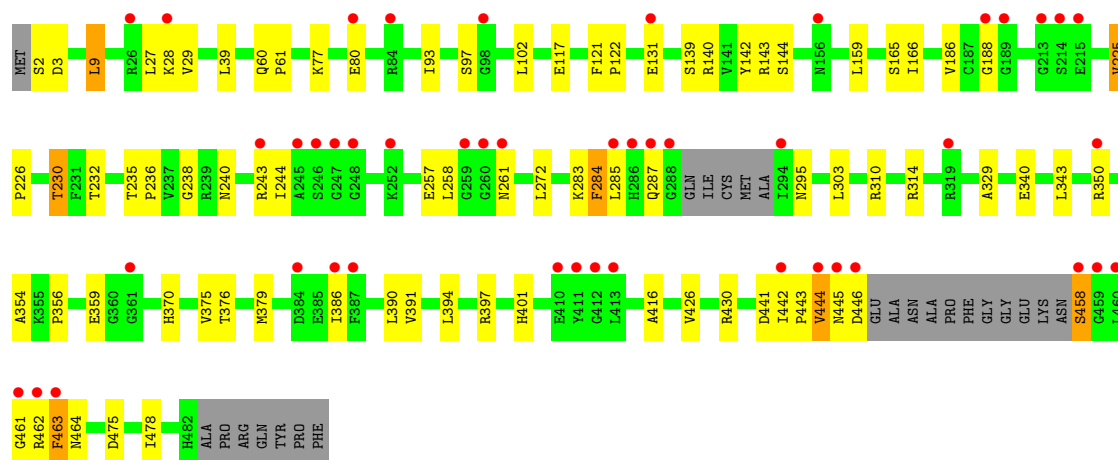 MET S2 D3 L9 R26 L27 K28 V29 L39 Q60 P61 K77 E80 R84 I93 S97 G98 L102 E117 F121 P122 E131 S139 R140 V141 Y142 R143 S144 N156 L159 S165 I166 V186 C187 G188 G189 G213 S214 E215 V225
P226 T230 F231 T232 T235 P236 V237 G238 R239 N240 R243 I244 A245 S246 G247 G248 K252 E257 L258 G259 G260 N261 L272 K283 F284 L285 H286 Q287 G288 GLN ILE CYS MET ALA I294 N295 L303 R310 R314 R319 A329 E340 L343 R350
A354 K355 P356 E359 G360 G361 H370 V375 T376 M379 D384 E385 I386 F387 L390 V391 L394 R397 H401 E410 Y411 G412 L413 A416 V426 R430 D441 I442 P443 V444 N445 D446 GLU ALA ASN ALA PRO PHE GLY GLY GLU LYS ASN S458 G459 L460
G461 R462 F463 N464 D475 I478 H482 ALA PRO ARG GLN TYR PRO PHE